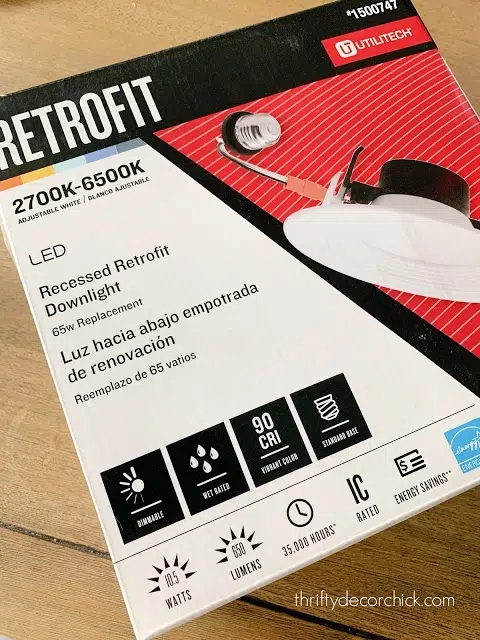 #1500747
UTILITECH®
RETROFIT
2700K-6500K
ADJUSTABLE WHITE / BLANCO AJUSTABLE
LED
Recessed Retrofit
Downlight
65w Replacement
Luz hacia abajo empotrada
de renovación
Reemplazo de 65 vatios
DIMMABLE
WET RATED
90
CRI
VIBRANT COLOR
STANDARD BASE
10.5
WATTS
650
LUMENS
35,000 HOURS*
IC
RATED
ENERGY SAVINGS**
energy
ENERGY
thriftydecorchick.com